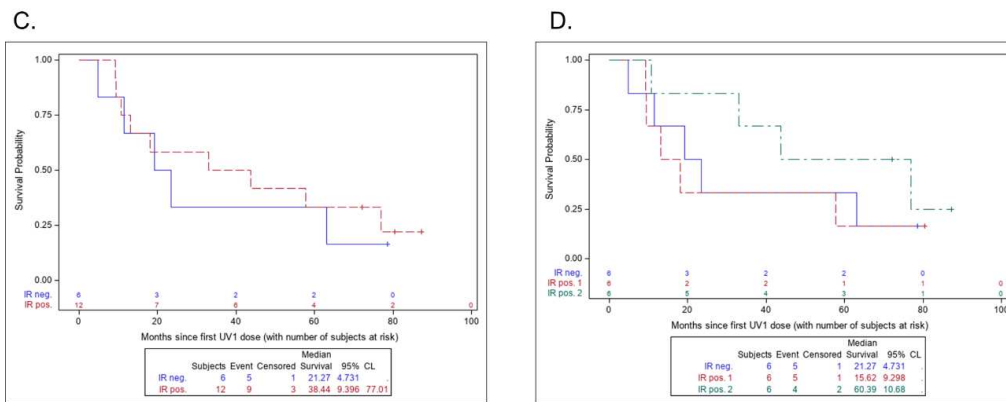 C.
1.00
0.75
Survival Probability
0.50
0.25
0.00
IR neg. 6 3 2 2 0
IR pos. 12 7 6 4 2 0
0 20 40 60 80 100
Months since first UV1 dose (with number of subjects at risk)
Median
Subjects Event Censored Survival 95% CL
IR neg. 6 5 1 21.27 4.731 .
IR pos. 12 9 3 38.44 9.396 77.01
D.
1.00
0.75
Survival Probability
0.50
0.25
0.00
IR neg. 6 3 2 2 0
IR pos. 1 6 2 2 1 1 0
IR pos. 2 6 5 4 3 1 0
0 20 40 60 80 100
Months since first UV1 dose (with number of subjects at risk)
Median
Subjects Event Censored Survival 95% CL
IR neg. 6 5 1 21.27 4.731 .
IR pos. 1 6 5 1 15.62 9.298 .
IR pos. 2 6 4 2 60.39 10.68 .